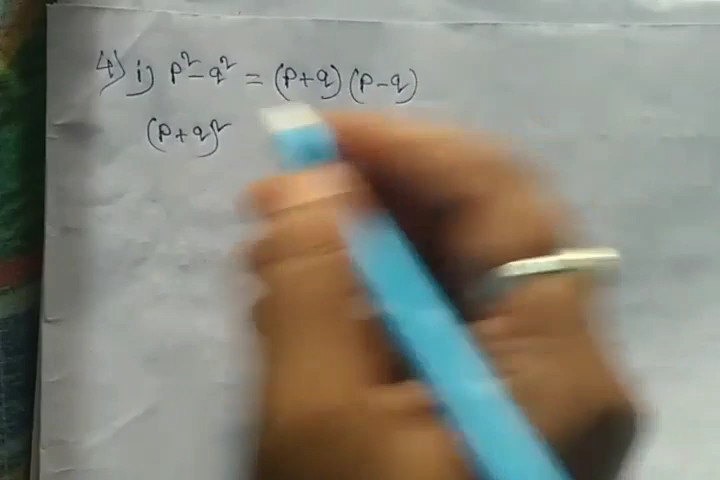 4) i) p² - q² = (p+q) (p-q)
(p+q)²